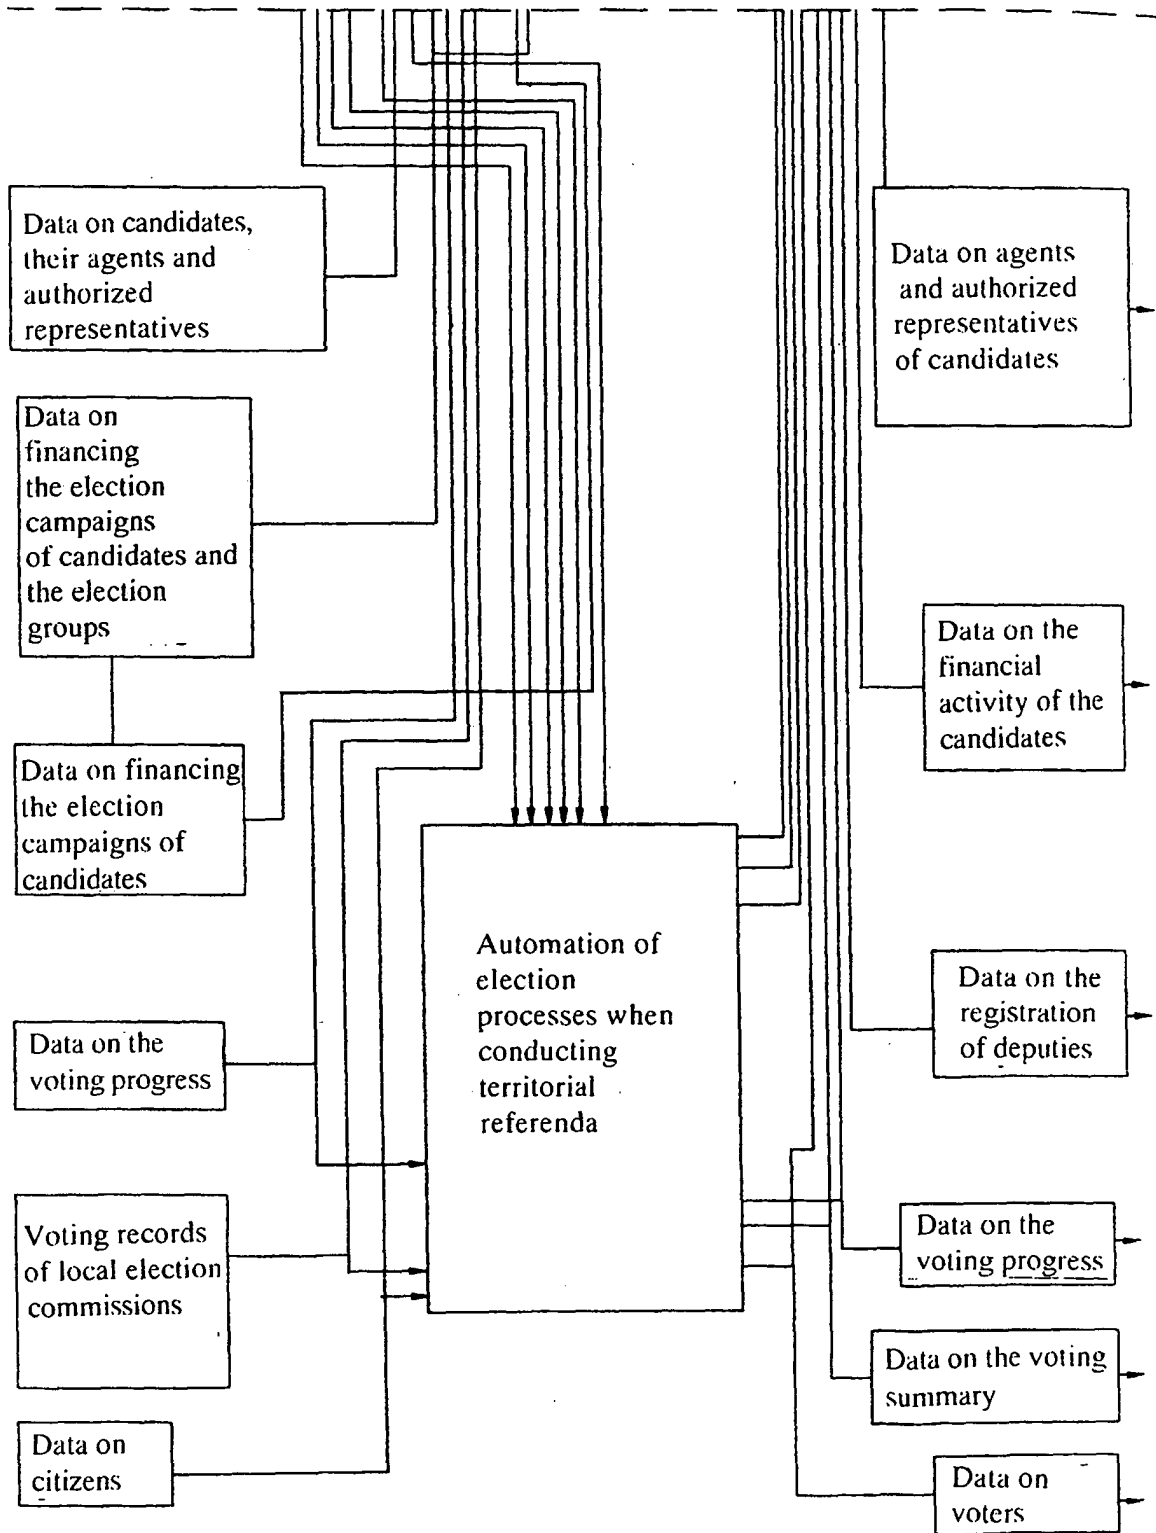 Data on candidates,
their agents and
authorized
representatives
Data on
financing
the election
campaigns
of candidates and
the election
groups
Data on financing
the election
campaigns of
candidates
Data on the
voting progress
Voting records
of local election
commissions
Data on
citizens
Automation of
election
processes when
conducting
territorial
referenda
Data on agents
and authorized
representatives
of candidates
Data on the
financial
activity of the
candidates
Data on the
registration
of deputies
Data on the
voting progress
Data on the voting
summary
Data on
voters